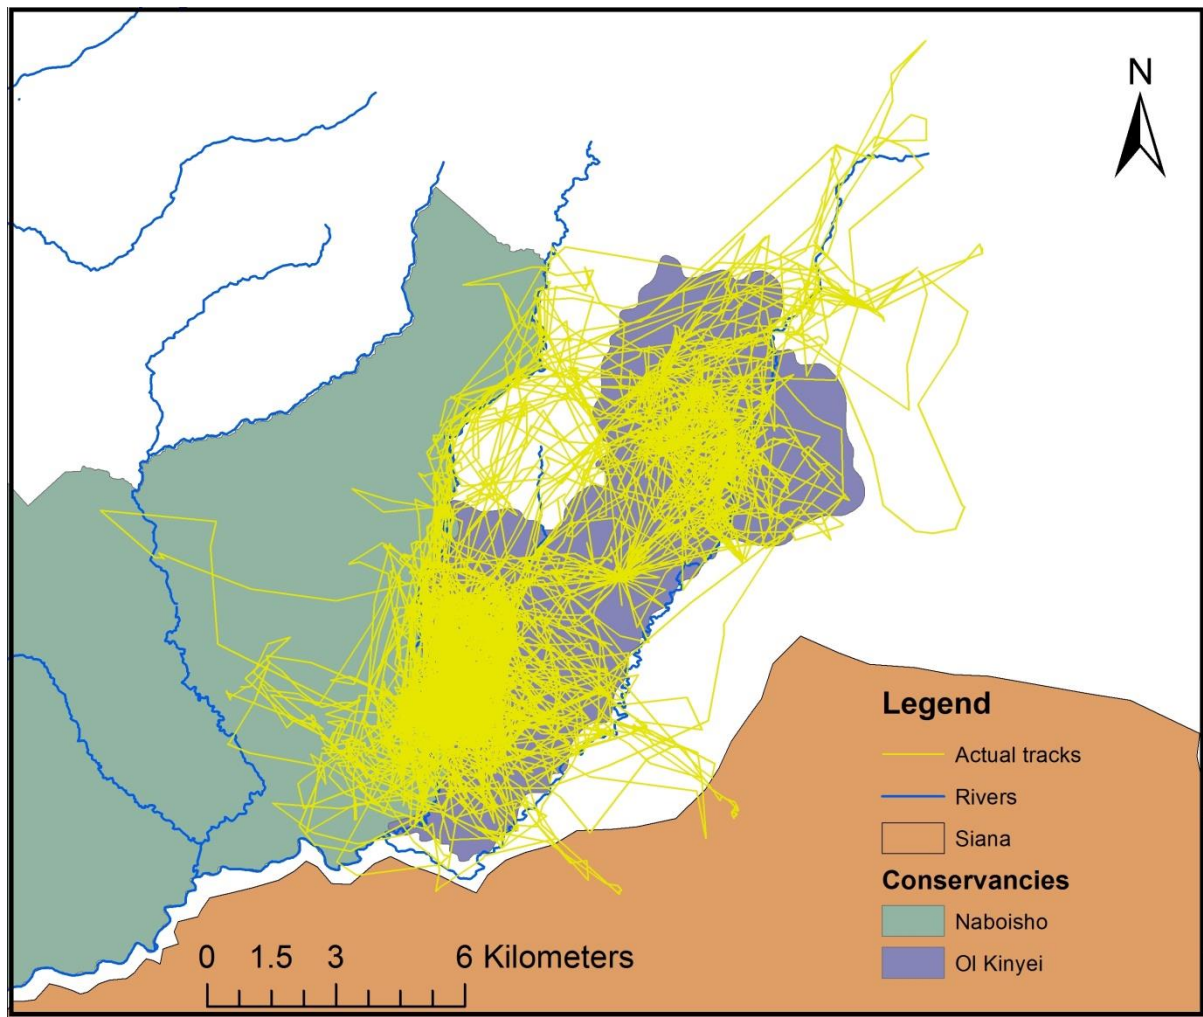 N
Legend
Actual tracks
Rivers
Siana
Conservancies
Naboisho
Ol Kinyei
0 1.5 3 6 Kilometers